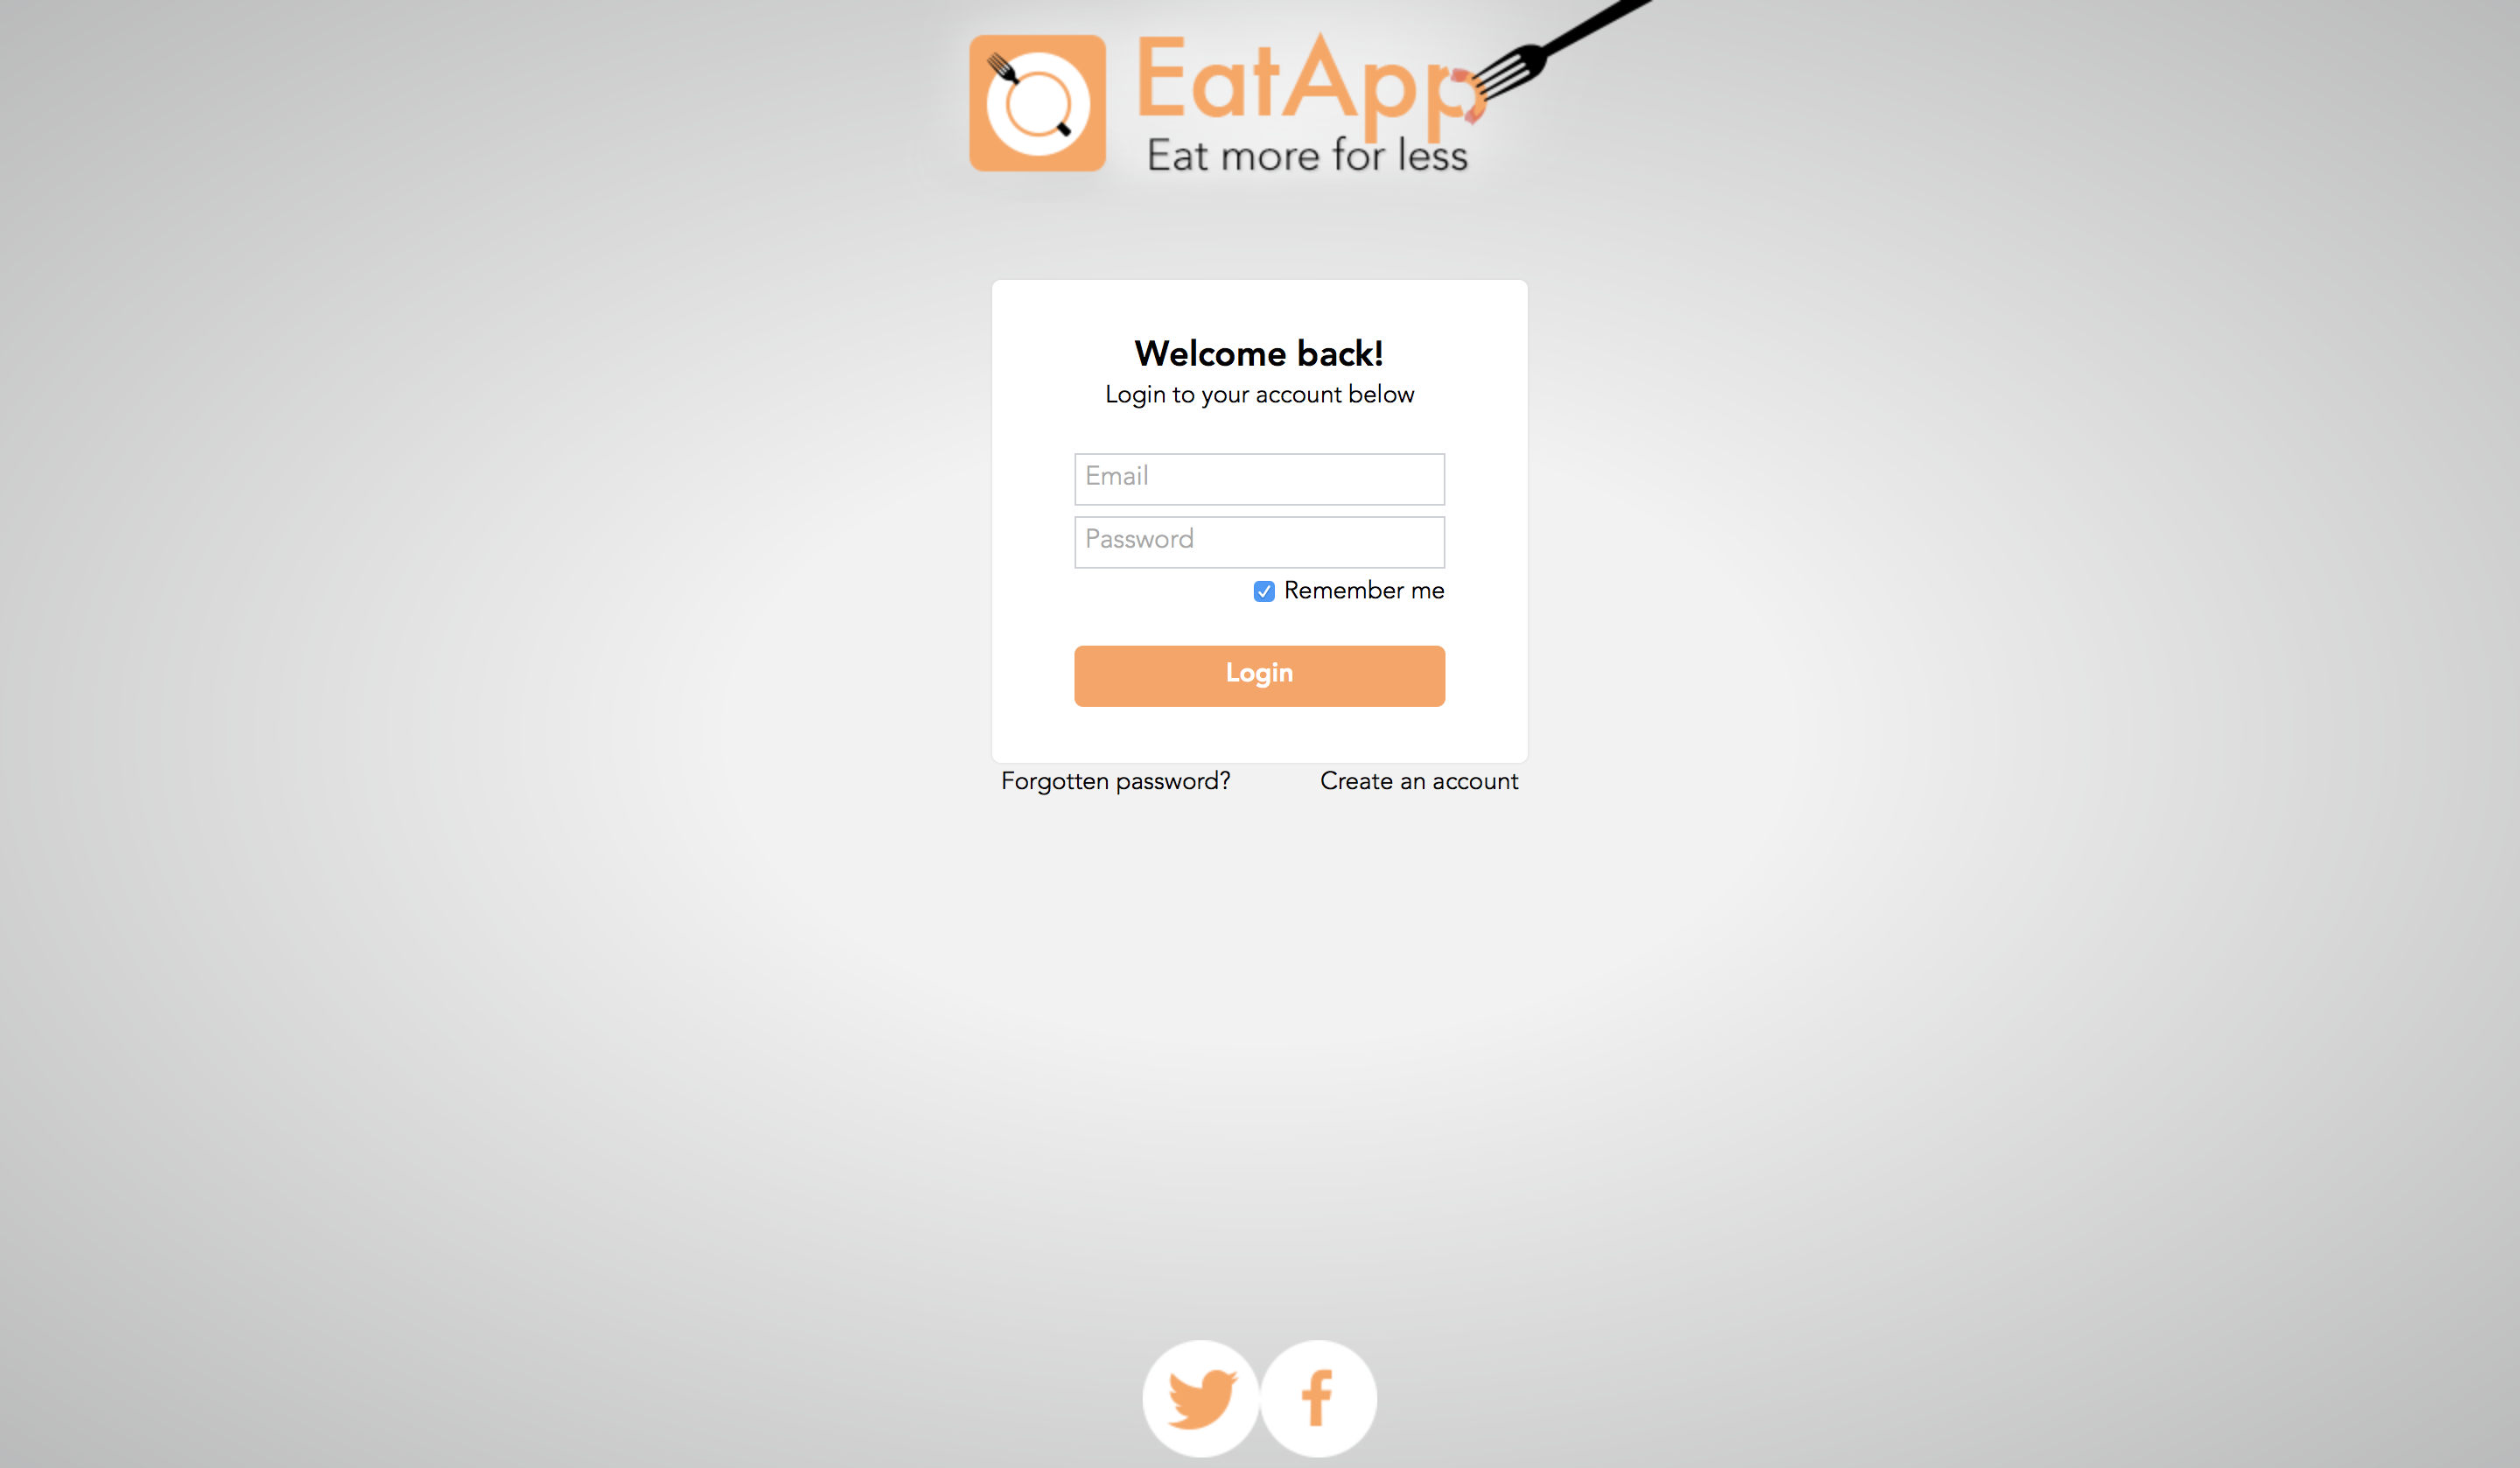 EatApp
Eat more for less
Welcome back!
Login to your account below
Email
Password
Remember me
Login
Forgotten password?
Create an account